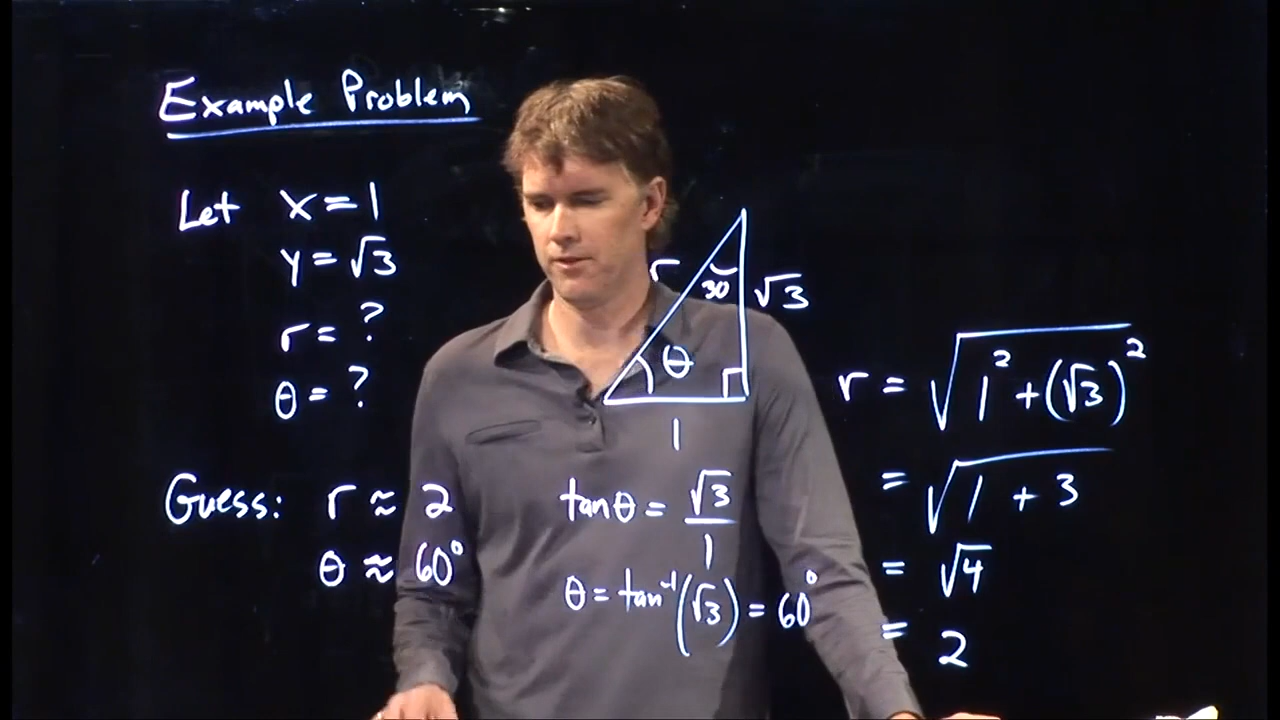 Example Problem
Let x = 1
y = √3
r = ?
θ = ?
Guess: r ≈ 2
θ ≈ 60°
r
30
√3
θ
1
tanθ = √3/1
θ = tan⁻¹(√3) = 60°
r = √(1² + (√3)²)
= √(1 + 3)
= √4
= 2